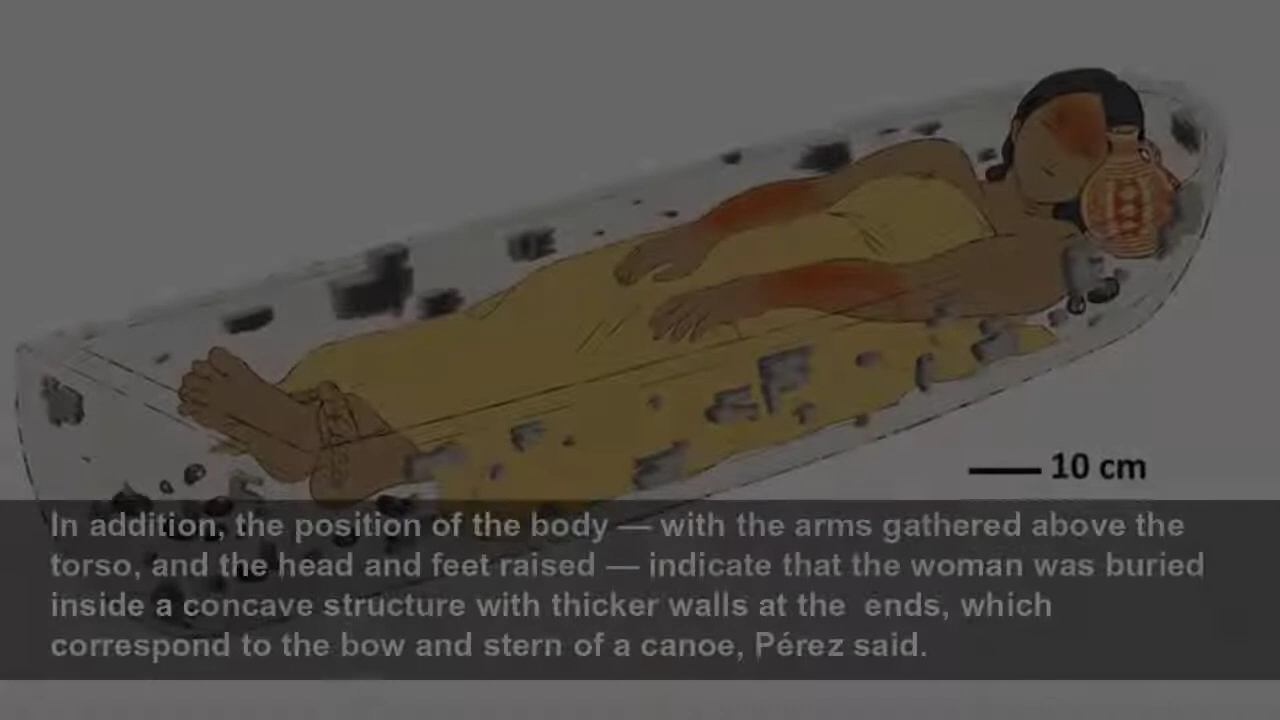 10 cm
In addition, the position of the body — with the arms gathered above the
torso, and the head and feet raised — indicate that the woman was buried
inside a concave structure with thicker walls at the  ends, which
correspond to the bow and stern of a canoe, Pérez said.